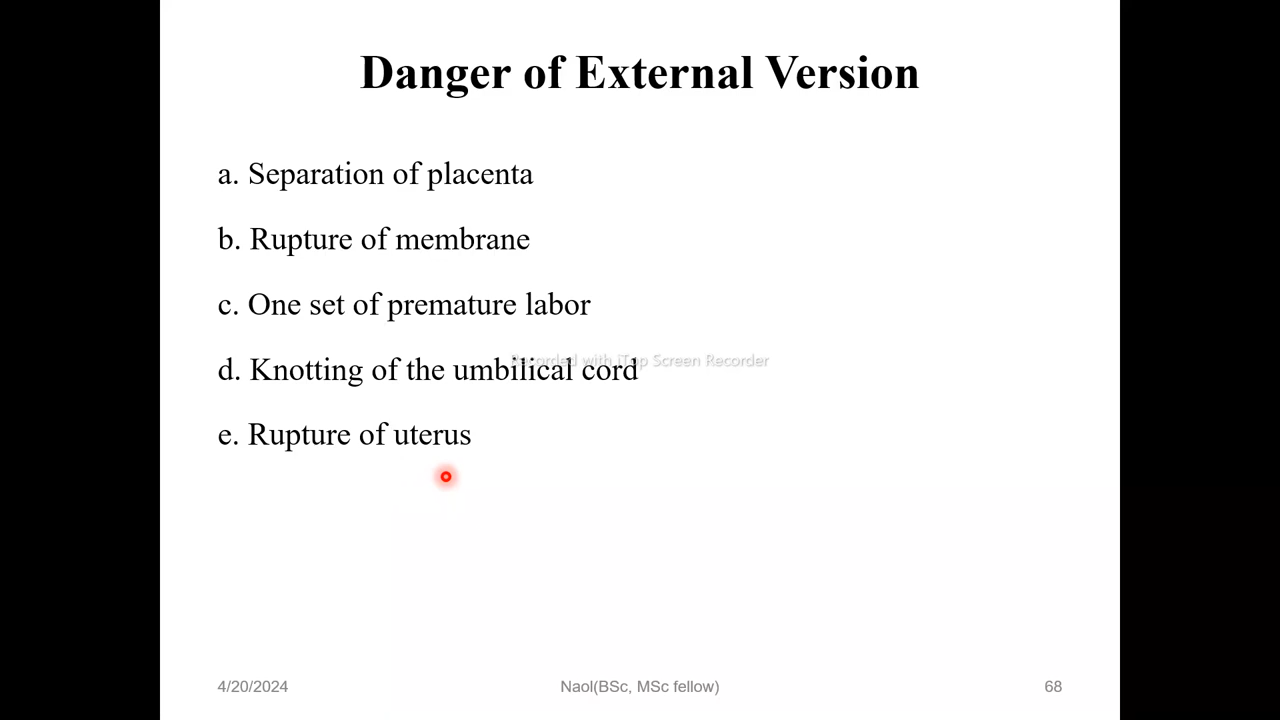 Danger of External Version
a. Separation of placenta
b. Rupture of membrane
c. One set of premature labor
Recorded with iTop Screen Recorder
d. Knotting of the umbilical cord
e. Rupture of uterus
4/20/2024
Naol(BSc, MSc fellow)
68